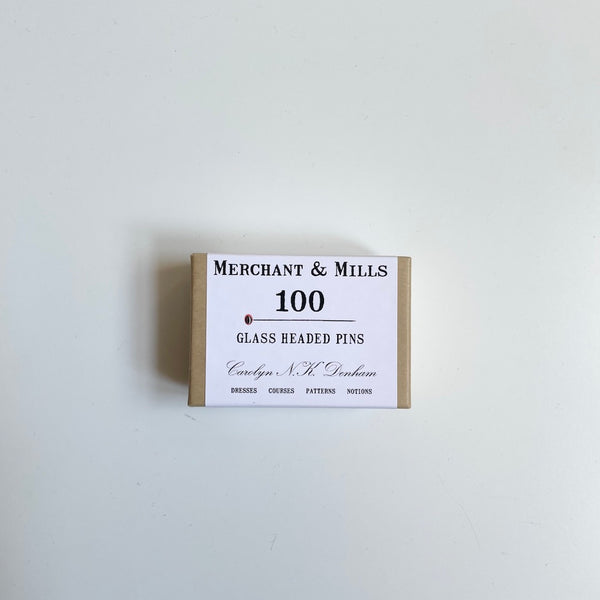 MERCHANT & MILLS
100
GLASS HEADED PINS
Carolyn N.K. Denham
DRESSES COURSES PATTERNS NOTIONS